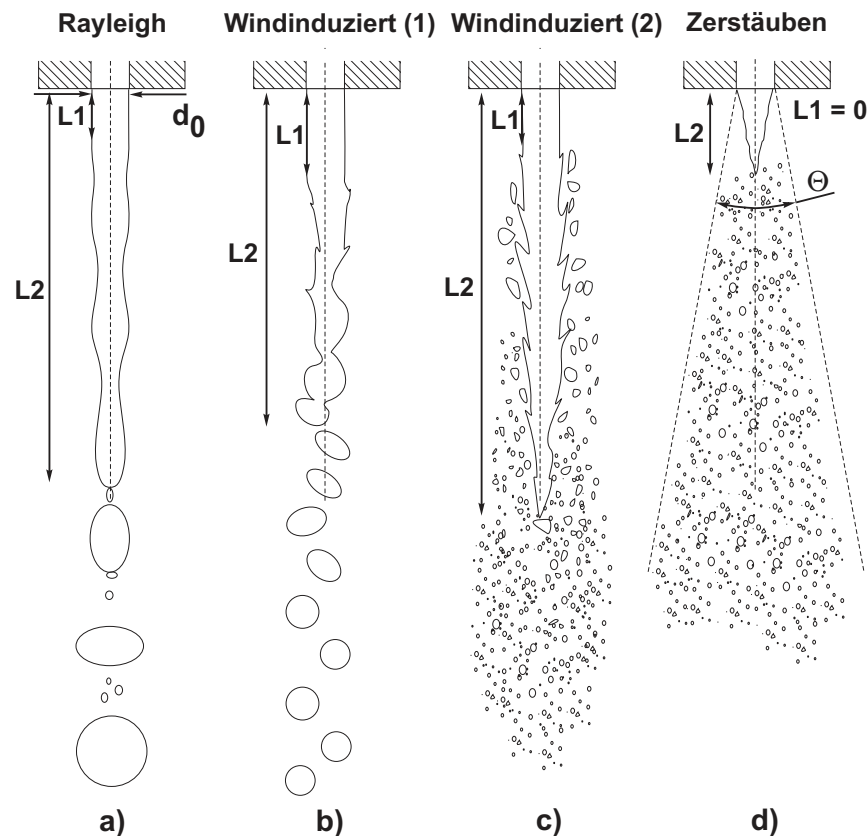 Rayleigh Windinduziert (1) Windinduziert (2) Zerstäuben
L1 d0 L1 L1 L2 L1 = 0
Θ
L2 L2 L2
a) b) c) d)